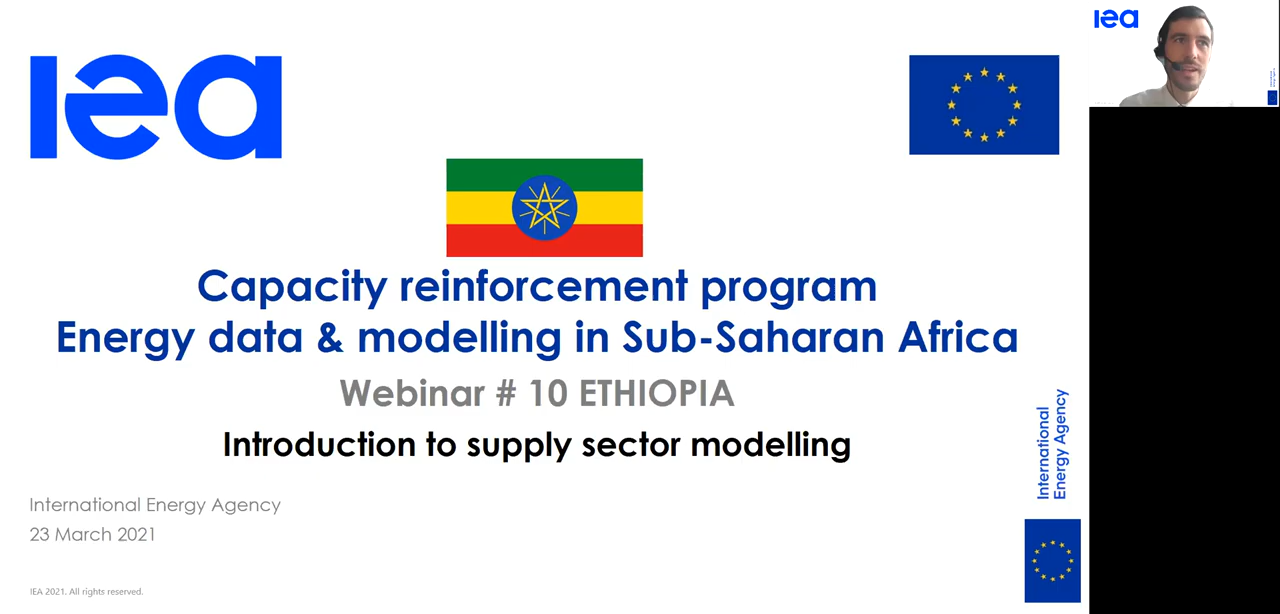 iea
iea
Capacity reinforcement program
Energy data & modelling in Sub-Saharan Africa
Webinar # 10 ETHIOPIA
Introduction to supply sector modelling
International
Energy Agency
International Energy Agency
23 March 2021
IEA 2021. All rights reserved.